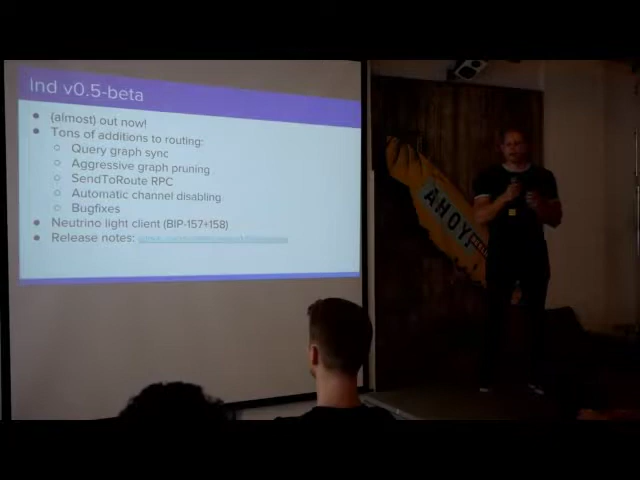 lnd v0.5-beta
● (almost) out now!
● Tons of additions to routing:
○ Query graph sync
○ Aggressive graph pruning
○ SendToRoute RPC
○ Automatic channel disabling
○ Bugfixes
● Neutrino light client (BIP-157+158)
● Release notes:
AHOY!